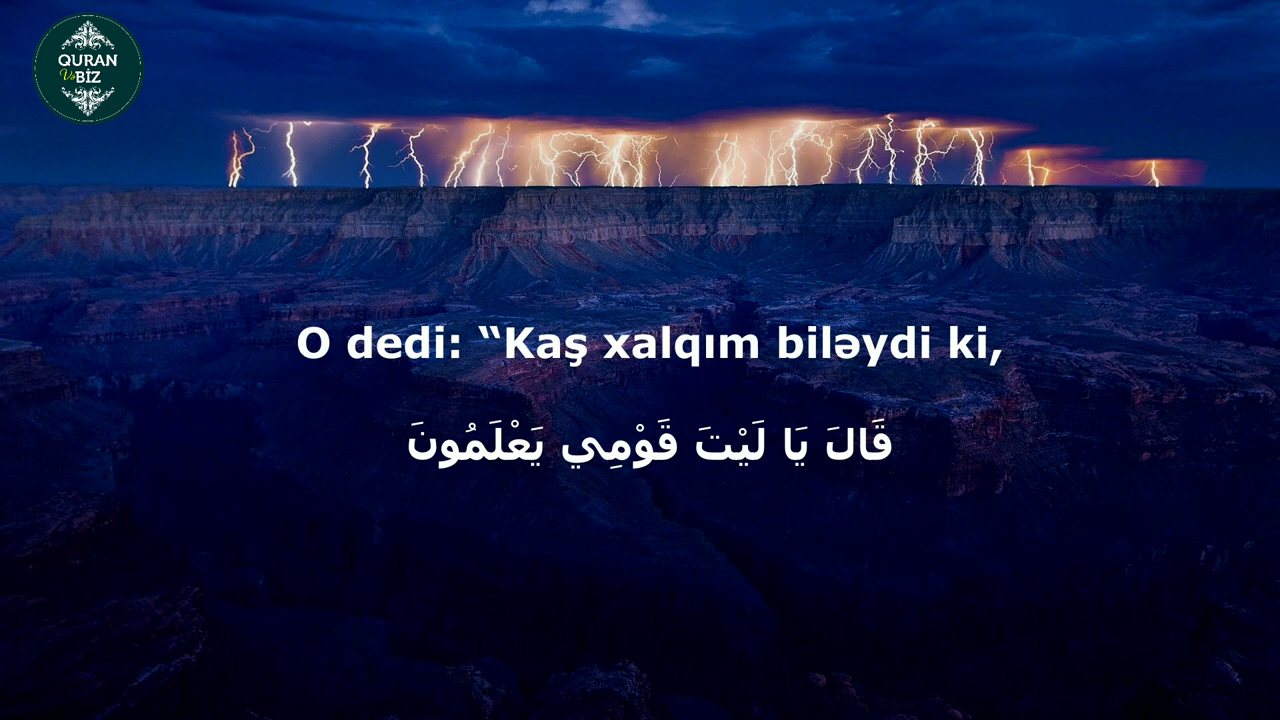 QURAN
Və BİZ
O dedi: “Kaş xalqım biləydi ki,
قَالَ يَا لَيْتَ قَوْمِي يَعْلَمُونَ